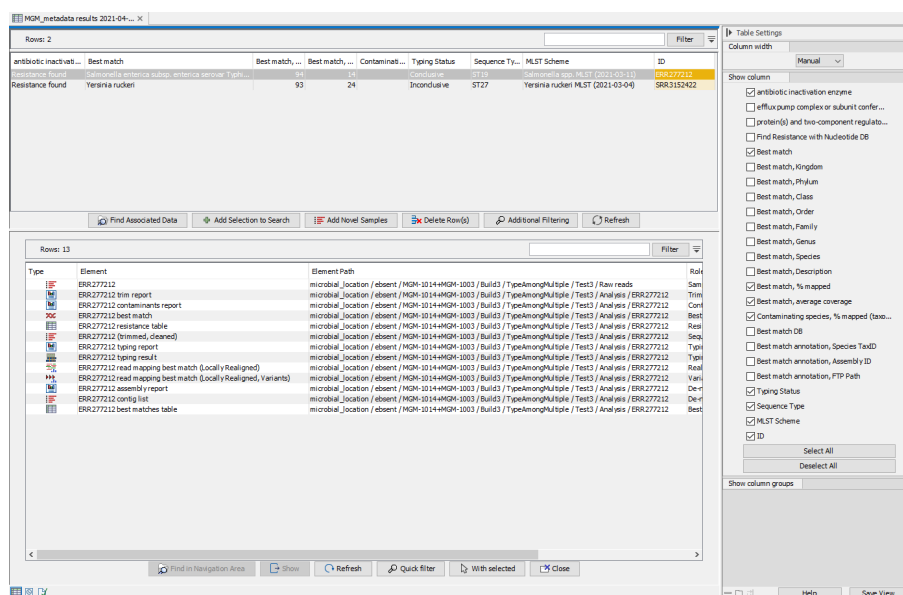 MGM_metadata results 2021-04-... ×
Rows: 2
Filter
antibiotic inactivati... Best match Best match, ... Best match, ... Contaminati... Typing Status Sequence Ty... MLST Scheme ID
Resistance found Salmonella enterica subsp. enterica serovar Typhi... 94 14 Conclusive ST19 Salmonella spp. MLST (2021-03-11) ERR277212
Resistance found Yersinia ruckeri 93 24 Inconclusive ST27 Yersinia ruckeri MLST (2021-03-04) SRR3152422
Find Associated Data Add Selection to Search Add Novel Samples Delete Row(s) Additional Filtering Refresh
Rows: 13
Filter
Type Element Element Path Role
ERR277212 microbial_location / ebsent / MGM-1014+MGM-1003 / Build3 / TypeAmongMultiple / Test3 / Raw reads Sam
ERR277212 trim report microbial_location / ebsent / MGM-1014+MGM-1003 / Build3 / TypeAmongMultiple / Test3 / Analysis / ERR277212 Trim
ERR277212 contaminants report microbial_location / ebsent / MGM-1014+MGM-1003 / Build3 / TypeAmongMultiple / Test3 / Analysis / ERR277212 Cont
ERR277212 best match microbial_location / ebsent / MGM-1014+MGM-1003 / Build3 / TypeAmongMultiple / Test3 / Analysis / ERR277212 Best
ERR277212 resistance table microbial_location / ebsent / MGM-1014+MGM-1003 / Build3 / TypeAmongMultiple / Test3 / Analysis / ERR277212 Resi
ERR277212 (trimmed, cleaned) microbial_location / ebsent / MGM-1014+MGM-1003 / Build3 / TypeAmongMultiple / Test3 / Analysis / ERR277212 Sequ
ERR277212 typing report microbial_location / ebsent / MGM-1014+MGM-1003 / Build3 / TypeAmongMultiple / Test3 / Analysis / ERR277212 Typi
ERR277212 typing result microbial_location / ebsent / MGM-1014+MGM-1003 / Build3 / TypeAmongMultiple / Test3 / Analysis / ERR277212 Typi
ERR277212 read mapping best match (Locally Realigned) microbial_location / ebsent / MGM-1014+MGM-1003 / Build3 / TypeAmongMultiple / Test3 / Analysis / ERR277212 Real
ERR277212 read mapping best match (Locally Realigned, Variants) microbial_location / ebsent / MGM-1014+MGM-1003 / Build3 / TypeAmongMultiple / Test3 / Analysis / ERR277212 Varia
ERR277212 assembly report microbial_location / ebsent / MGM-1014+MGM-1003 / Build3 / TypeAmongMultiple / Test3 / Analysis / ERR277212 De-n
ERR277212 contig list microbial_location / ebsent / MGM-1014+MGM-1003 / Build3 / TypeAmongMultiple / Test3 / Analysis / ERR277212 De-n
ERR277212 best matches table microbial_location / ebsent / MGM-1014+MGM-1003 / Build3 / TypeAmongMultiple / Test3 / Analysis / ERR277212 Best
Find in Navigation Area Show Refresh Quick filter With selected Close
Table Settings
Column width
Manual
Show column
antibiotic inactivation enzyme
efflux pump complex or subunit confer...
protein(s) and two-component regulato...
Find Resistance with Nucleotide DB
Best match
Best match, Kingdom
Best match, Phylum
Best match, Class
Best match, Order
Best match, Family
Best match, Genus
Best match, Species
Best match, Description
Best match, % mapped
Best match, average coverage
Contaminating species, % mapped (taxo...
Best match DB
Best match annotation, Species TaxID
Best match annotation, Assembly ID
Best match annotation, FTP Path
Typing Status
Sequence Type
MLST Scheme
ID
Select All
Deselect All
Show column groups
Help Save View